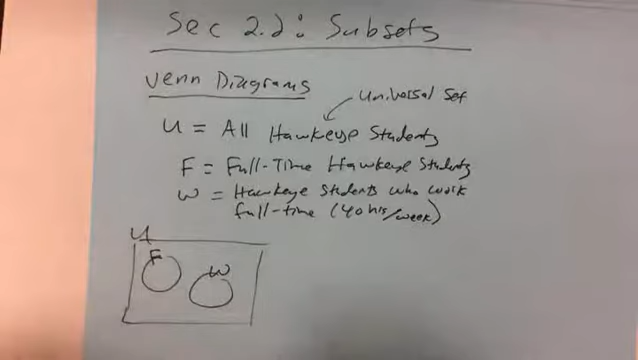 Sec 2.2: Subsets
Venn Diagrams
Universal Set
U = All Hawkeye Students
F = Full-Time Hawkeye Students
W = Hawkeye Students who work
full-time (40 hrs/week)
U
F
W